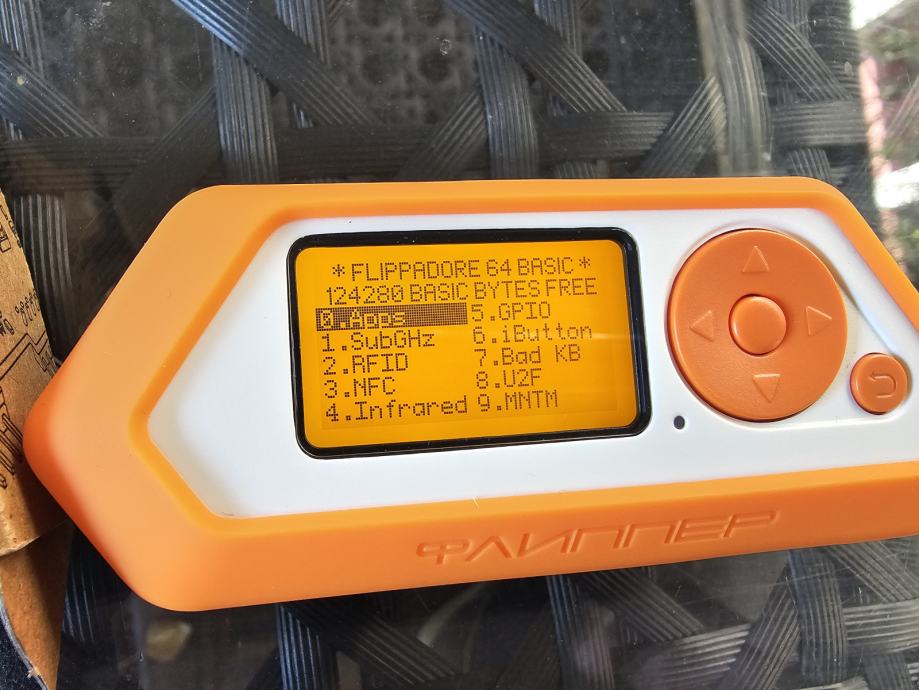 * FLIPPADORE 64 BASIC *
124280 BASIC BYTES FREE
0.Apps
1.SubGHz
2.RFID
3.NFC
4.Infrared
5.GPIO
6.iButton
7.Bad KB
8.U2F
9.MNTM
ФЛИППЕР